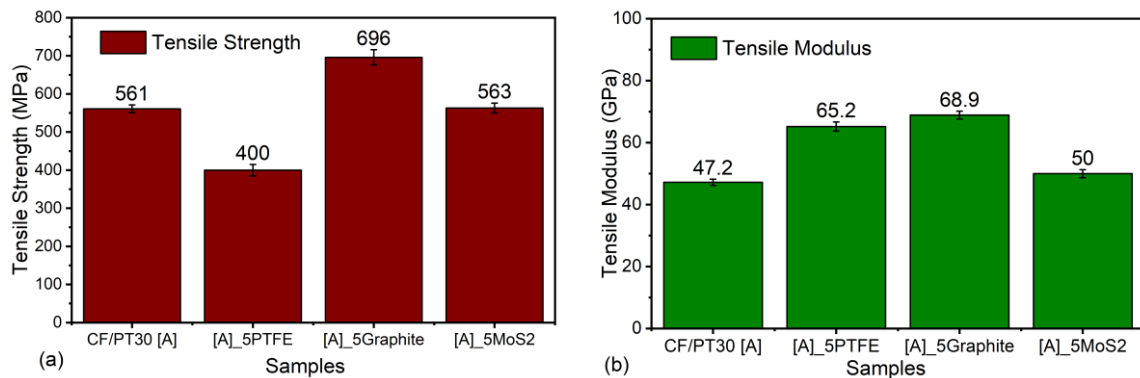 Tensile Strength
Tensile Strength (MPa)
800
700
600
500
400
300
200
100
0
561
400
696
563
CF/PT30 [A]
[A]_5PTFE
[A]_5Graphite
[A]_5MoS2
Samples
(a)
Tensile Modulus
Tensile Modulus (GPa)
100
80
60
40
20
0
47.2
65.2
68.9
50
CF/PT30 [A]
[A]_5PTFE
[A]_5Graphite
[A]_5MoS2
Samples
(b)